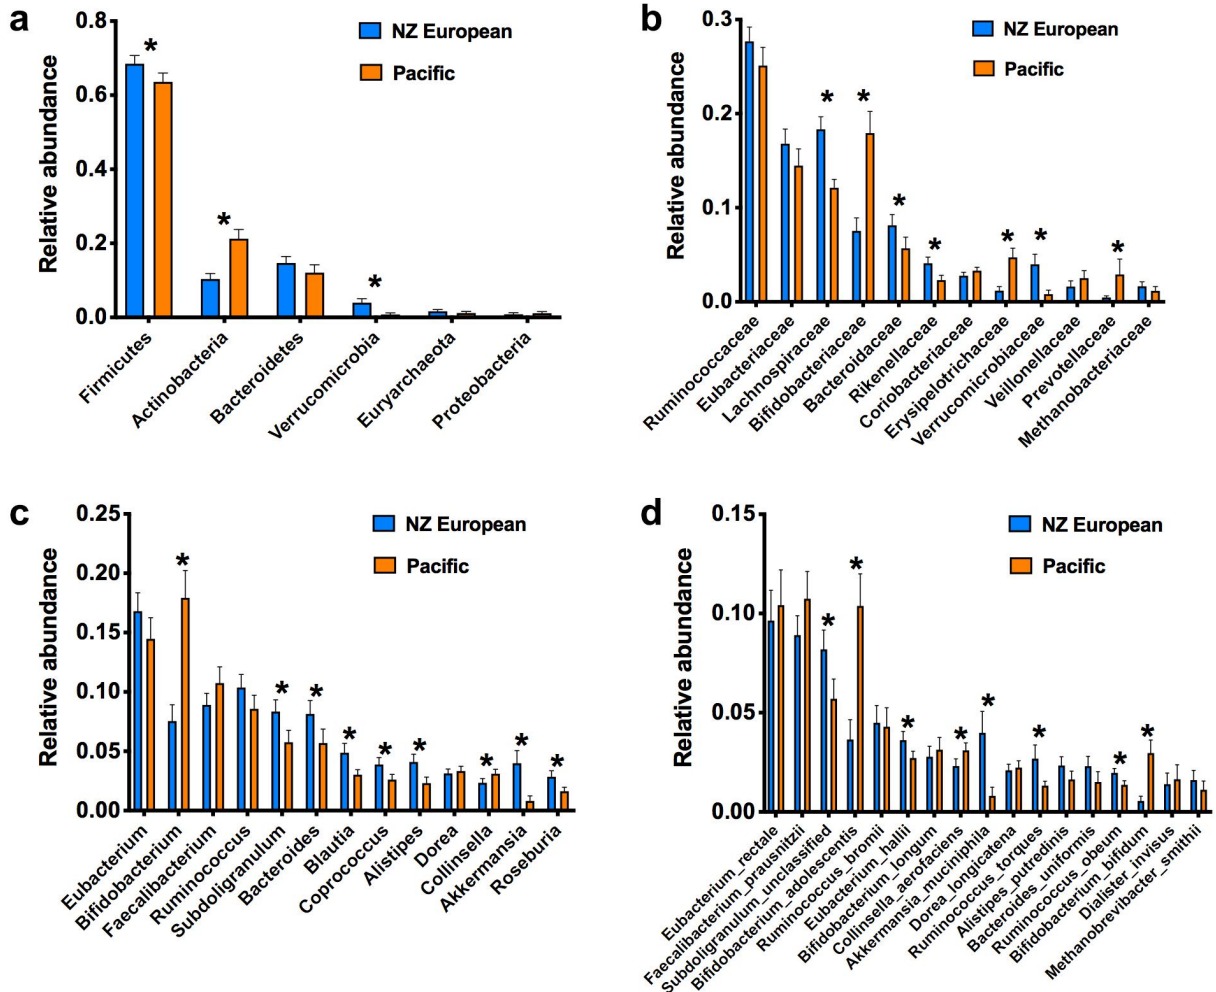 a
NZ European
Pacific
Relative abundance
0.8
0.6
0.4
0.2
0.0
*
*
*
Firmicutes
Actinobacteria
Bacteroidetes
Verrucomicrobia
Euryarchaeota
Proteobacteria
b
NZ European
Pacific
Relative abundance
0.3
0.2
0.1
0.0
*
*
*
*
*
*
*
Ruminococcaceae
Eubacteriaceae
Lachnospiraceae
Bifidobacteriaceae
Bacteroidaceae
Rikenellaceae
Coriobacteriaceae
Erysipelotrichaceae
Verrucomicrobiaceae
Veillonellaceae
Prevotellaceae
Methanobacteriaceae
c
NZ European
Pacific
Relative abundance
0.25
0.20
0.15
0.10
0.05
0.00
*
*
*
*
*
*
*
*
*
Eubacterium
Bifidobacterium
Faecalibacterium
Ruminococcus
Subdoligranulum
Bacteroides
Blautia
Coprococcus
Alistipes
Dorea
Collinsella
Akkermansia
Roseburia
d
NZ European
Pacific
Relative abundance
0.15
0.10
0.05
0.00
*
*
*
*
*
*
*
*
Eubacterium_rectale
Faecalibacterium_prausnitzii
Subdoligranulum_unclassified
Bifidobacterium_adolescentis
Ruminococcus_bromii
Eubacterium_hallii
Bifidobacterium_longum
Collinsella_aerofaciens
Akkermansia_muciniphila
Dorea_longicatena
Ruminococcus_torques
Alistipes_putredinis
Bacteroides_uniformis
Ruminococcus_obeum
Bifidobacterium_bifidum
Dialister_invisus
Methanobrevibacter_smithii